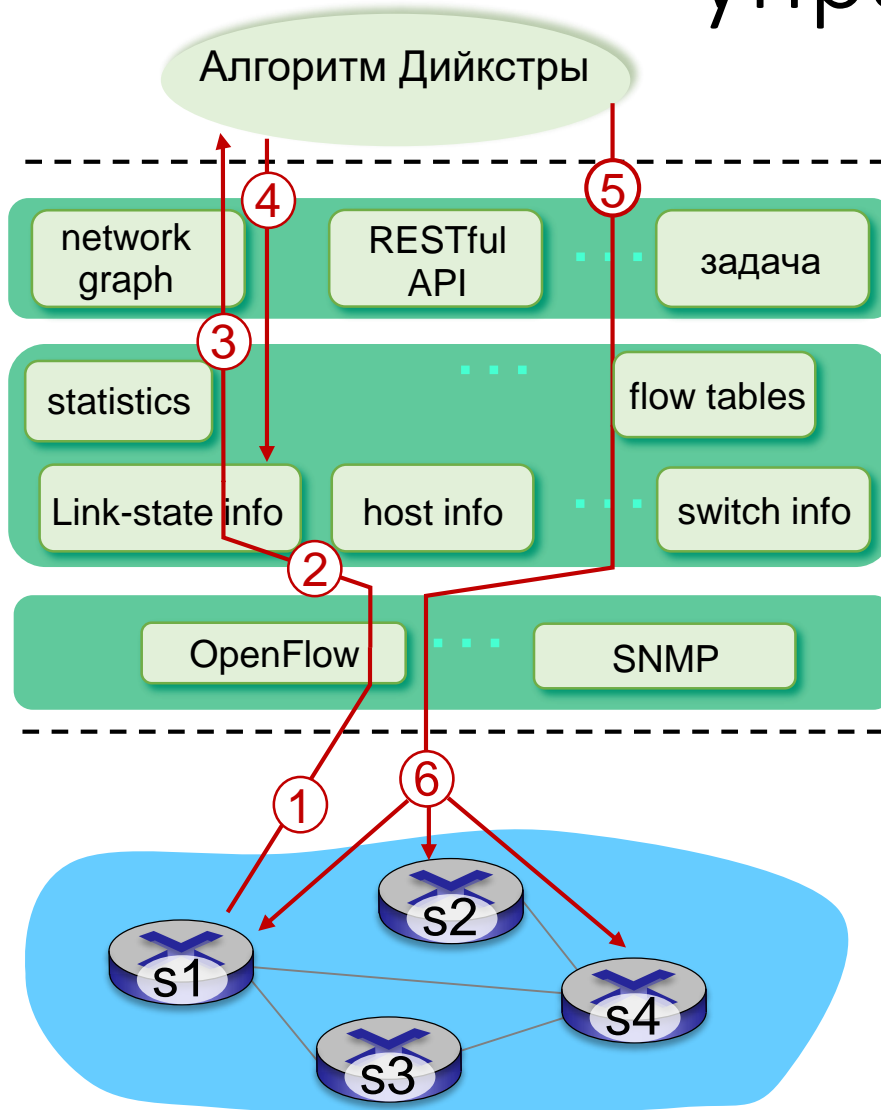 Алгоритм Дийкстры
5
4
network
graph
RESTful
API
. . .
задача
3
statistics
. . .
flow tables
Link-state info
host info
. . .
switch info
2
OpenFlow
. . .
SNMP
1
6
s2
s1
s4
s3